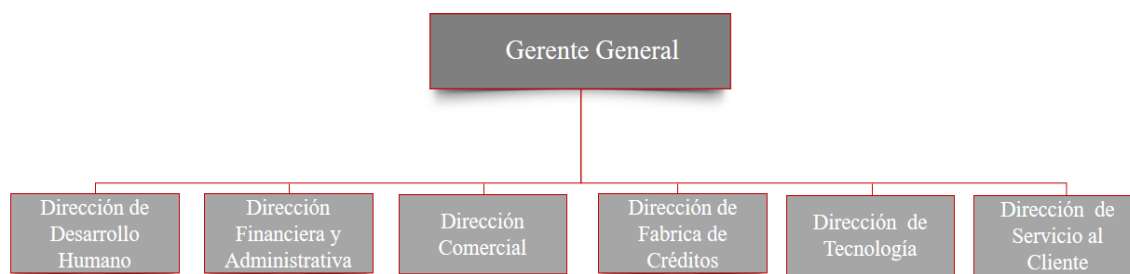 Gerente General
Dirección de
Desarrollo
Humano
Dirección
Financiera y
Administrativa
Dirección
Comercial
Dirección de
Fabrica de
Créditos
Dirección de
Tecnología
Dirección de
Servicio al
Cliente